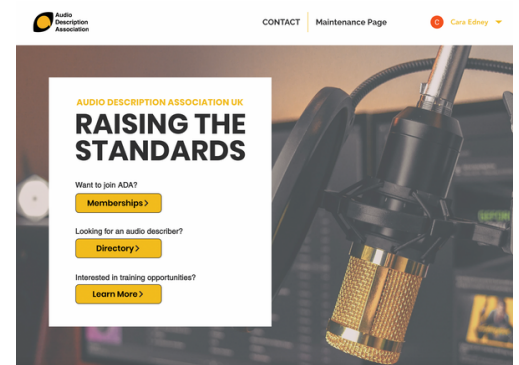 Audio
Description
Association
CONTACT
Maintenance Page
C
Cara Edney
AUDIO DESCRIPTION ASSOCIATION UK
RAISING THE
STANDARDS
Want to join ADA?
Memberships >
Looking for an audio describer?
Directory >
Interested in training opportunities?
Learn More >